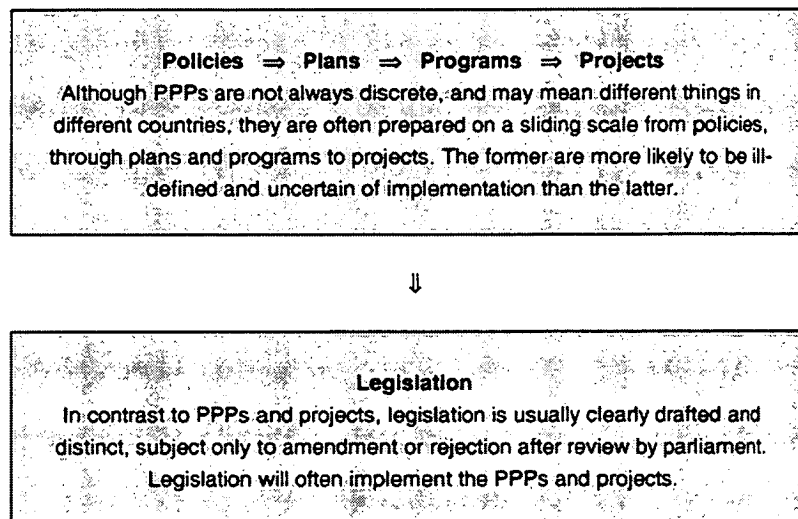 Policies ⇒ Plans ⇒ Programs ⇒ Projects
Although PPPs are not always discrete, and may mean different things in
different countries, they are often prepared on a sliding scale from policies,
through plans and programs to projects. The former are more likely to be ill-
defined and uncertain of implementation than the latter.
⇓
Legislation
In contrast to PPPs and projects, legislation is usually clearly drafted and
distinct, subject only to amendment or rejection after review by parliament.
Legislation will often implement the PPPs and projects.